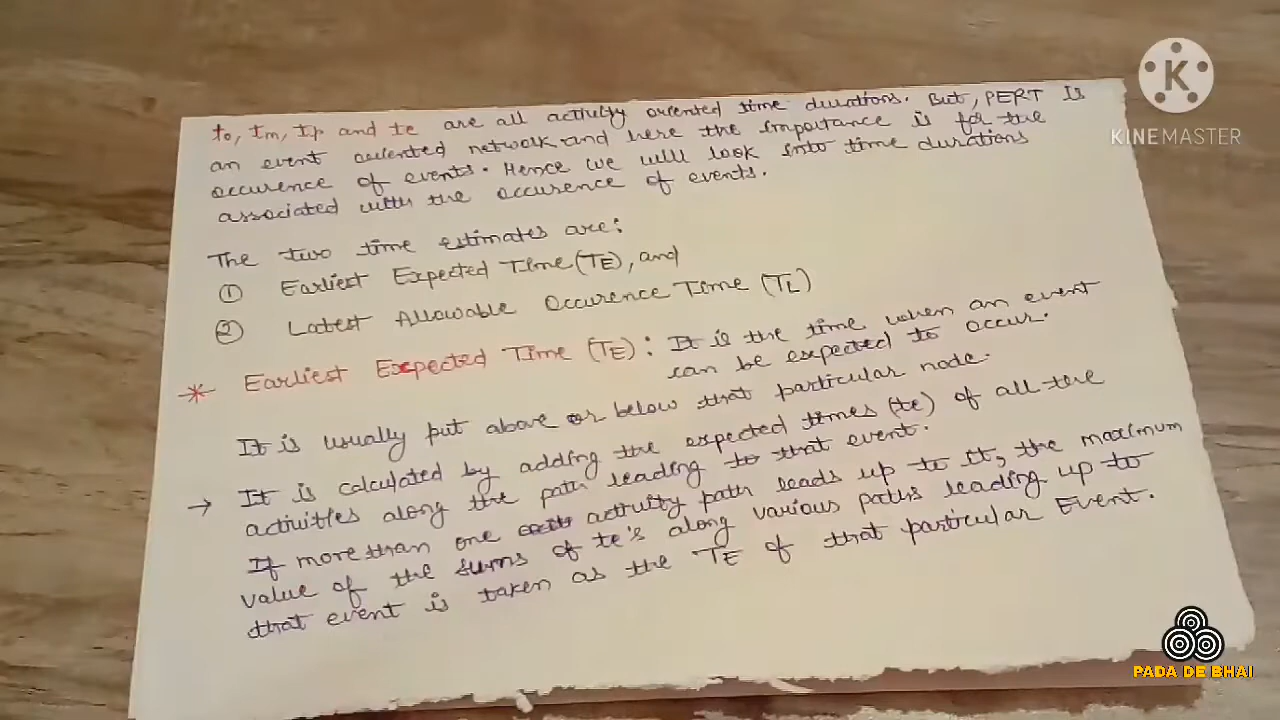 to, tm, tp and te are all activity oriented time durations. But, PERT is
an event oriented network and here the importance is for the
occurence of events. Hence we will look into time durations
associated with the occurence of events.
The two time estimates are:
① Earliest Expected Time (TE), and
② Latest Allowable Occurence Time (TL)
* Earliest Expected Time (TE): It is the time when an event
can be expected to occur.
It is usually put above or below that particular node.
→ It is calculated by adding the expected times (te) of all the
activities along the path leading to that event.
If more than one activity path leads up to it, the maximum
value of the sums of te's along various paths leading up to
that event is taken as the TE of that particular Event.
K
KINEMASTER
PADA DE BHAI